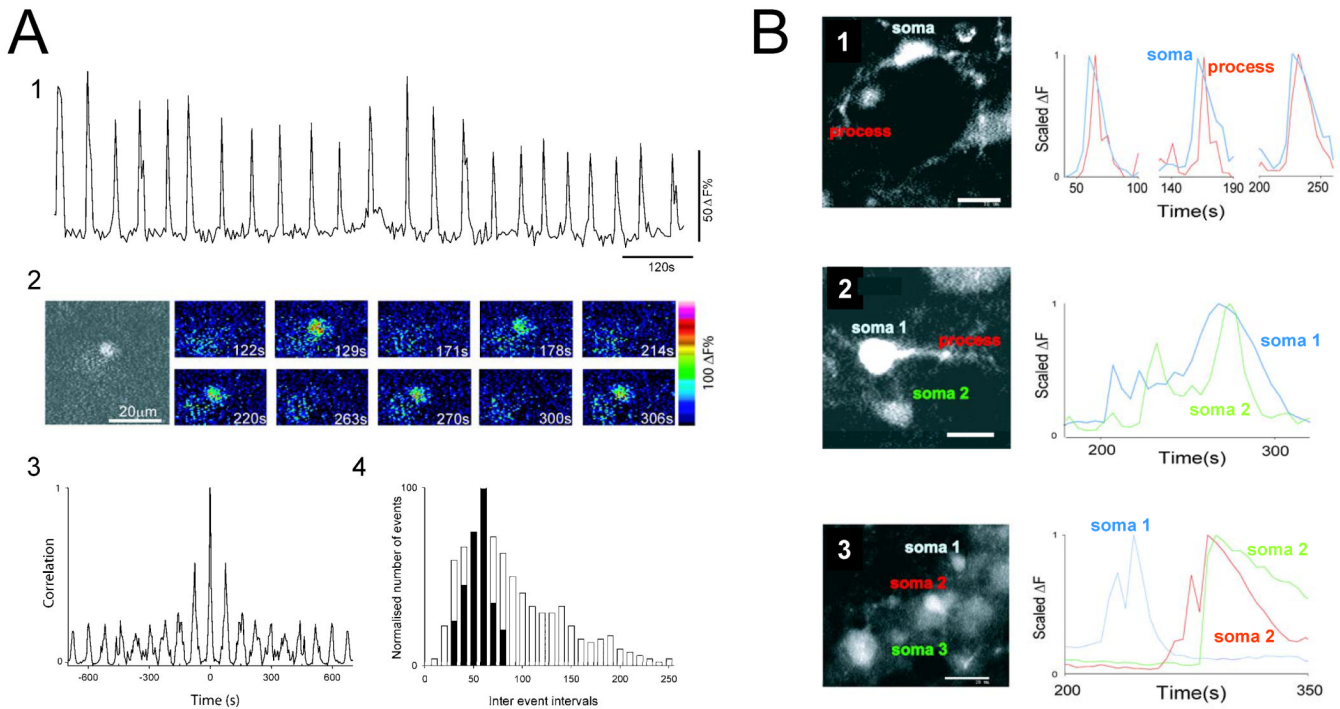 A
1
50 Δ F%
120s
2
20μm
122s
129s
171s
178s
214s
220s
263s
270s
300s
306s
100 ΔF%
3
Correlation
1
0
-600
-300
0
300
600
Time (s)
4
Normalised number of events
100
50
0
0
50
100
150
200
250
Inter event intervals
B
1
soma
process
Scaled ΔF
1
0
soma
process
50
100
140
190
200
250
Time(s)
2
soma 1
process
soma 2
Scaled ΔF
1
0
soma 1
soma 2
200
300
Time(s)
3
soma 1
soma 2
soma 3
Scaled ΔF
1
0
soma 1
soma 2
soma 2
200
350
Time(s)